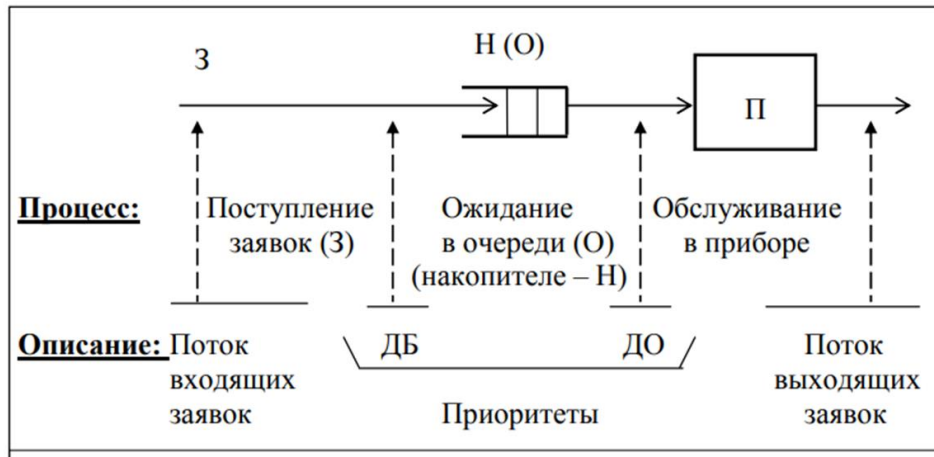 З
Н (О)
П
Процесс:
Поступление
заявок (З)
Ожидание
в очереди (О)
(накопителе – Н)
Обслуживание
в приборе
Описание:
Поток
входящих
заявок
ДБ
ДО
Приоритеты
Поток
выходящих
заявок